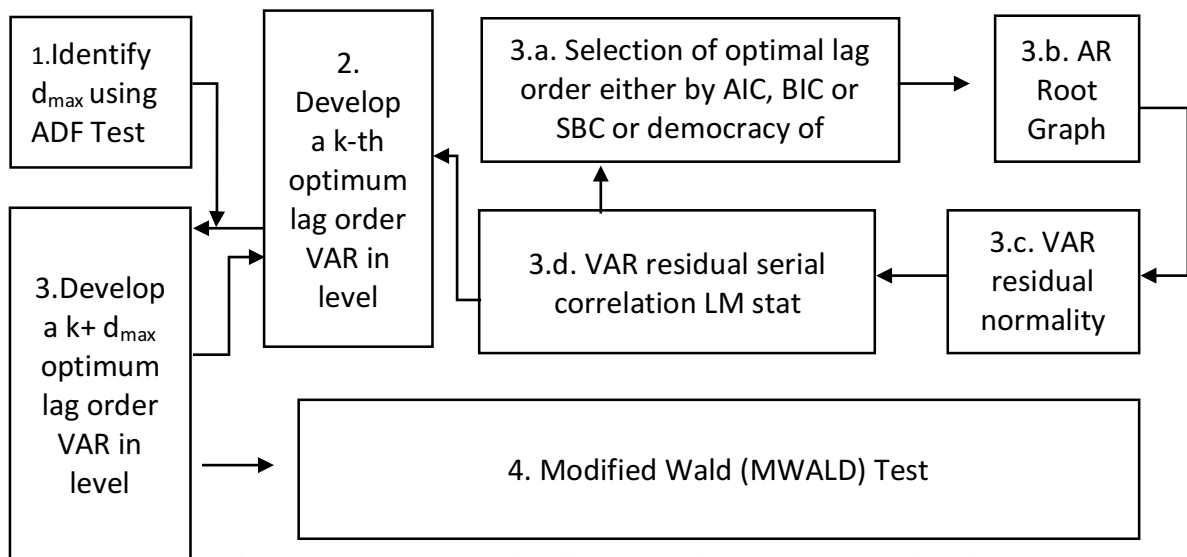 1.Identify
dmax using
ADF Test
2.
Develop
a k-th
optimum
lag order
VAR in
level
3.a. Selection of optimal lag
order either by AIC, BIC or
SBC or democracy of
3.b. AR
Root
Graph
3.Develop
a k+ dmax
optimum
lag order
VAR in
level
3.d. VAR residual serial
correlation LM stat
3.c. VAR
residual
normality
4. Modified Wald (MWALD) Test